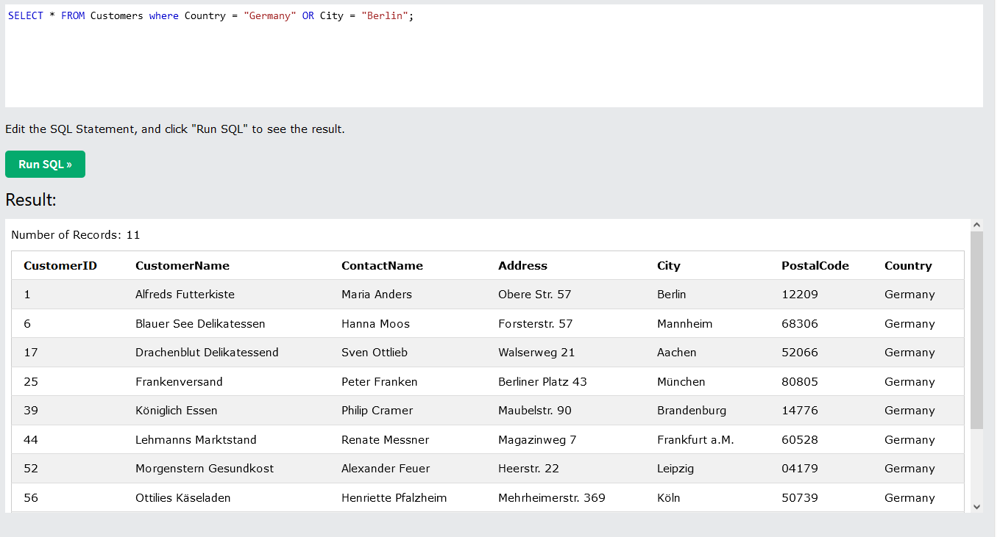 SELECT * FROM Customers where Country = "Germany" OR City = "Berlin";
Edit the SQL Statement, and click "Run SQL" to see the result.
Run SQL »
Result:
Number of Records: 11
CustomerID CustomerName ContactName Address City PostalCode Country
1 Alfreds Futterkiste Maria Anders Obere Str. 57 Berlin 12209 Germany
6 Blauer See Delikatessen Hanna Moos Forsterstr. 57 Mannheim 68306 Germany
17 Drachenblut Delikatessend Sven Ottlieb Walserweg 21 Aachen 52066 Germany
25 Frankenversand Peter Franken Berliner Platz 43 München 80805 Germany
39 Königlich Essen Philip Cramer Maubelstr. 90 Brandenburg 14776 Germany
44 Lehmanns Marktstand Renate Messner Magazinweg 7 Frankfurt a.M. 60528 Germany
52 Morgenstern Gesundkost Alexander Feuer Heerstr. 22 Leipzig 04179 Germany
56 Ottilies Käseladen Henriette Pfalzheim Mehrheimerstr. 369 Köln 50739 Germany